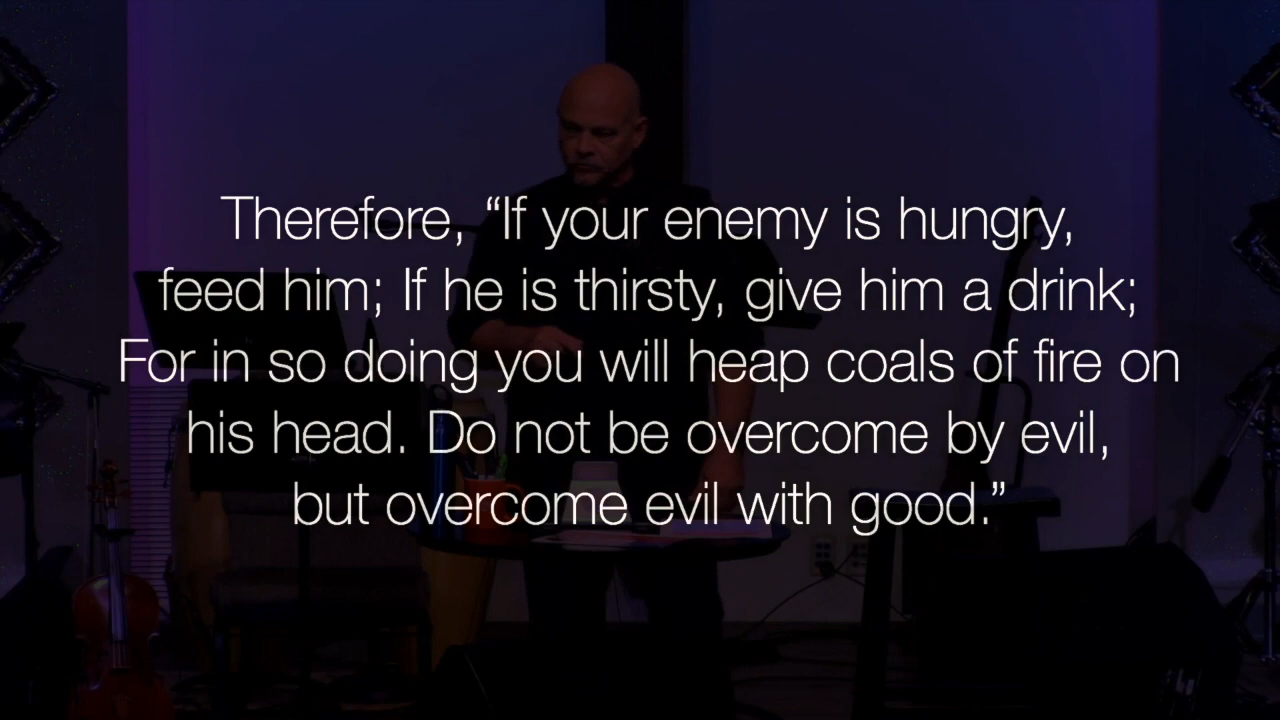 Therefore, “If your enemy is hungry,
feed him; If he is thirsty, give him a drink;
For in so doing you will heap coals of fire on
his head. Do not be overcome by evil,
but overcome evil with good.”